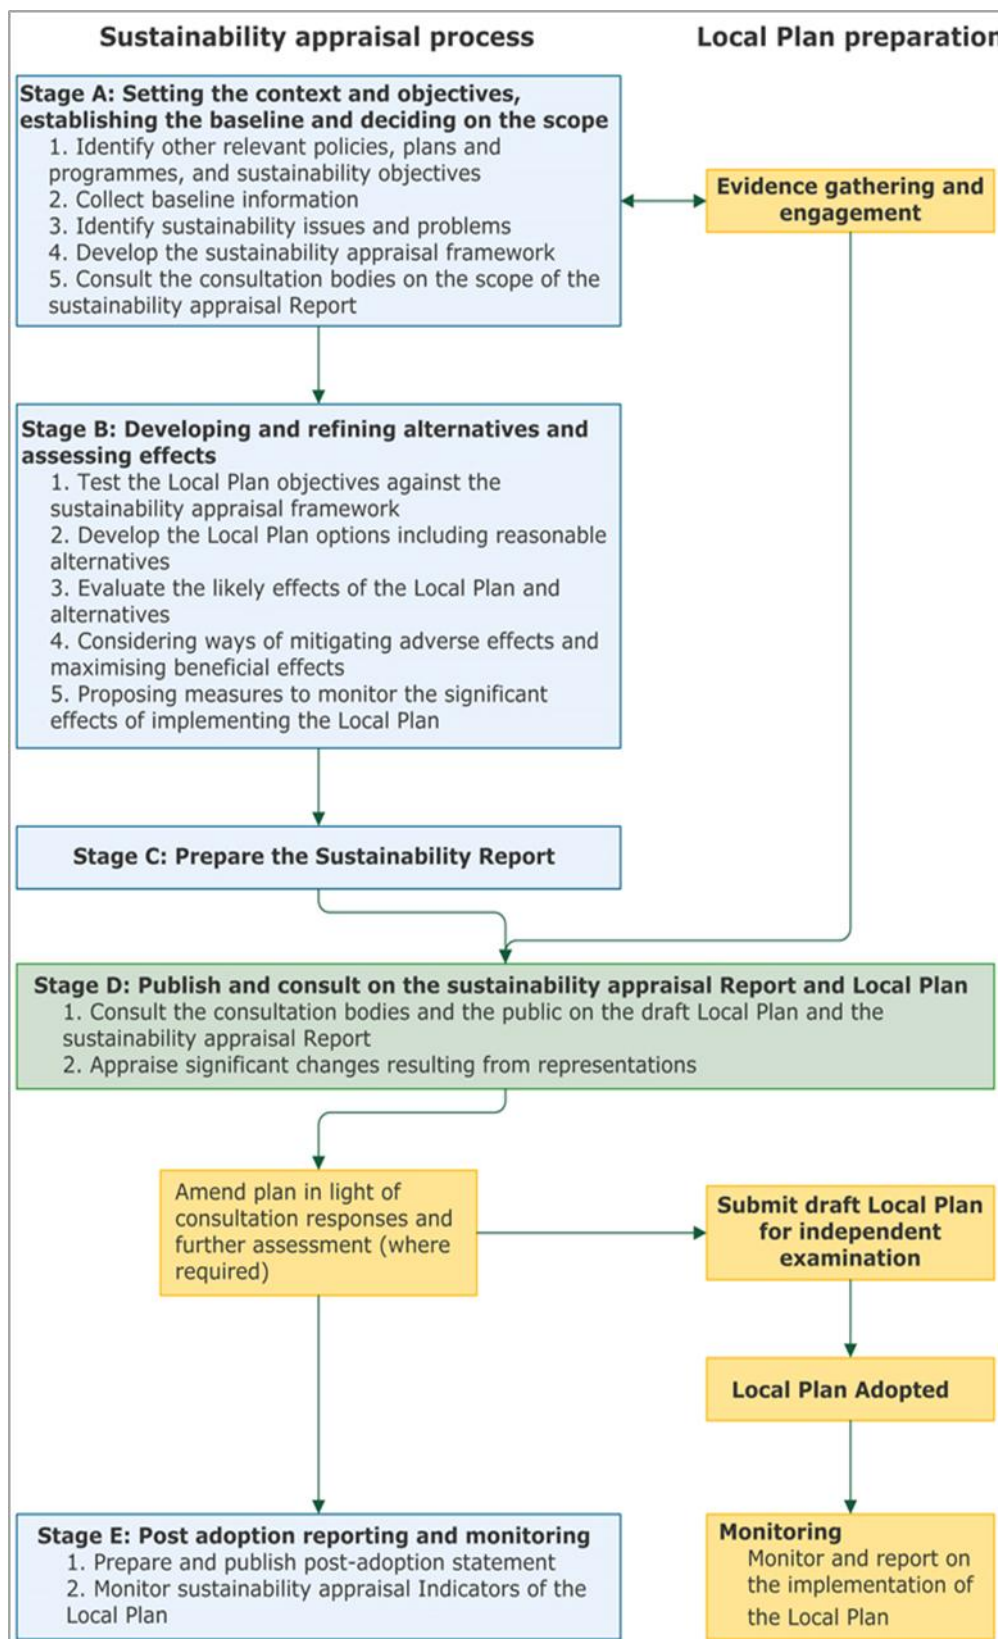 Sustainability appraisal process
Local Plan preparation
Stage A: Setting the context and objectives,
establishing the baseline and deciding on the scope
1. Identify other relevant policies, plans and
programmes, and sustainability objectives
2. Collect baseline information
3. Identify sustainability issues and problems
4. Develop the sustainability appraisal framework
5. Consult the consultation bodies on the scope of the
sustainability appraisal Report
Evidence gathering and
engagement
Stage B: Developing and refining alternatives and
assessing effects
1. Test the Local Plan objectives against the
sustainability appraisal framework
2. Develop the Local Plan options including reasonable
alternatives
3. Evaluate the likely effects of the Local Plan and
alternatives
4. Considering ways of mitigating adverse effects and
maximising beneficial effects
5. Proposing measures to monitor the significant
effects of implementing the Local Plan
Stage C: Prepare the Sustainability Report
Stage D: Publish and consult on the sustainability appraisal Report and Local Plan
1. Consult the consultation bodies and the public on the draft Local Plan and the
sustainability appraisal Report
2. Appraise significant changes resulting from representations
Amend plan in light of
consultation responses and
further assessment (where
required)
Submit draft Local Plan
for independent
examination
Local Plan Adopted
Stage E: Post adoption reporting and monitoring
1. Prepare and publish post-adoption statement
2. Monitor sustainability appraisal Indicators of the
Local Plan
Monitoring
Monitor and report on
the implementation of
the Local Plan